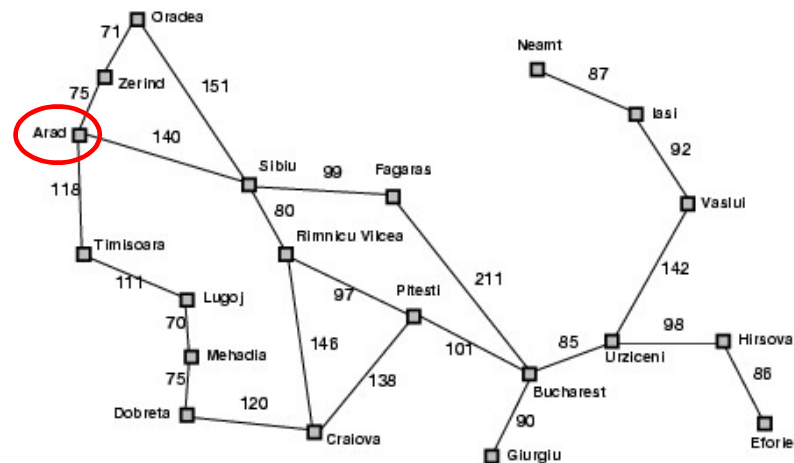 Oradea
71
Neamt
Zerind
87
75
151
Iasi
Arad
140
92
Sibiu
99
Fagaras
118
80
Vaslui
Rimnicu Vilcea
Timisoara
142
111
211
Lugoj
97
Pitesti
70
98
Hirsova
146
85
Mehadia
101
Urziceni
138
86
75
Bucharest
120
90
Dobreta
Craiova
Eforie
Giurgiu